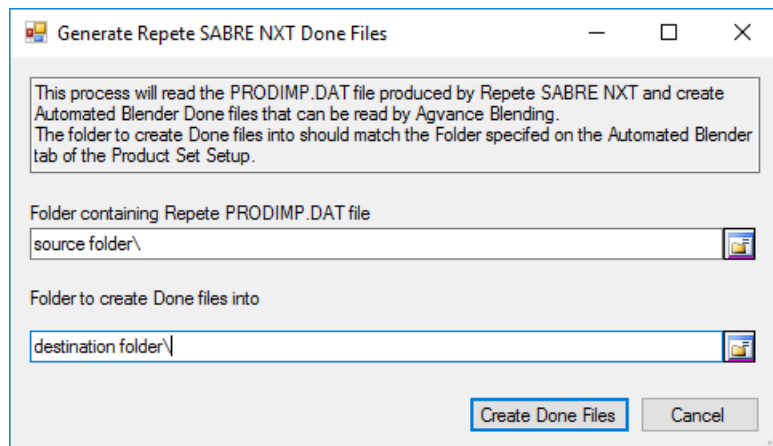 Generate Repete SABRE NXT Done Files
This process will read the PRODIMP.DAT file produced by Repete SABRE NXT and create
Automated Blender Done files that can be read by Agvance Blending.
The folder to create Done files into should match the Folder specifed on the Automated Blender
tab of the Product Set Setup.
Folder containing Repete PRODIMP.DAT file
source folder\
Folder to create Done files into
destination folder\
Create Done Files
Cancel